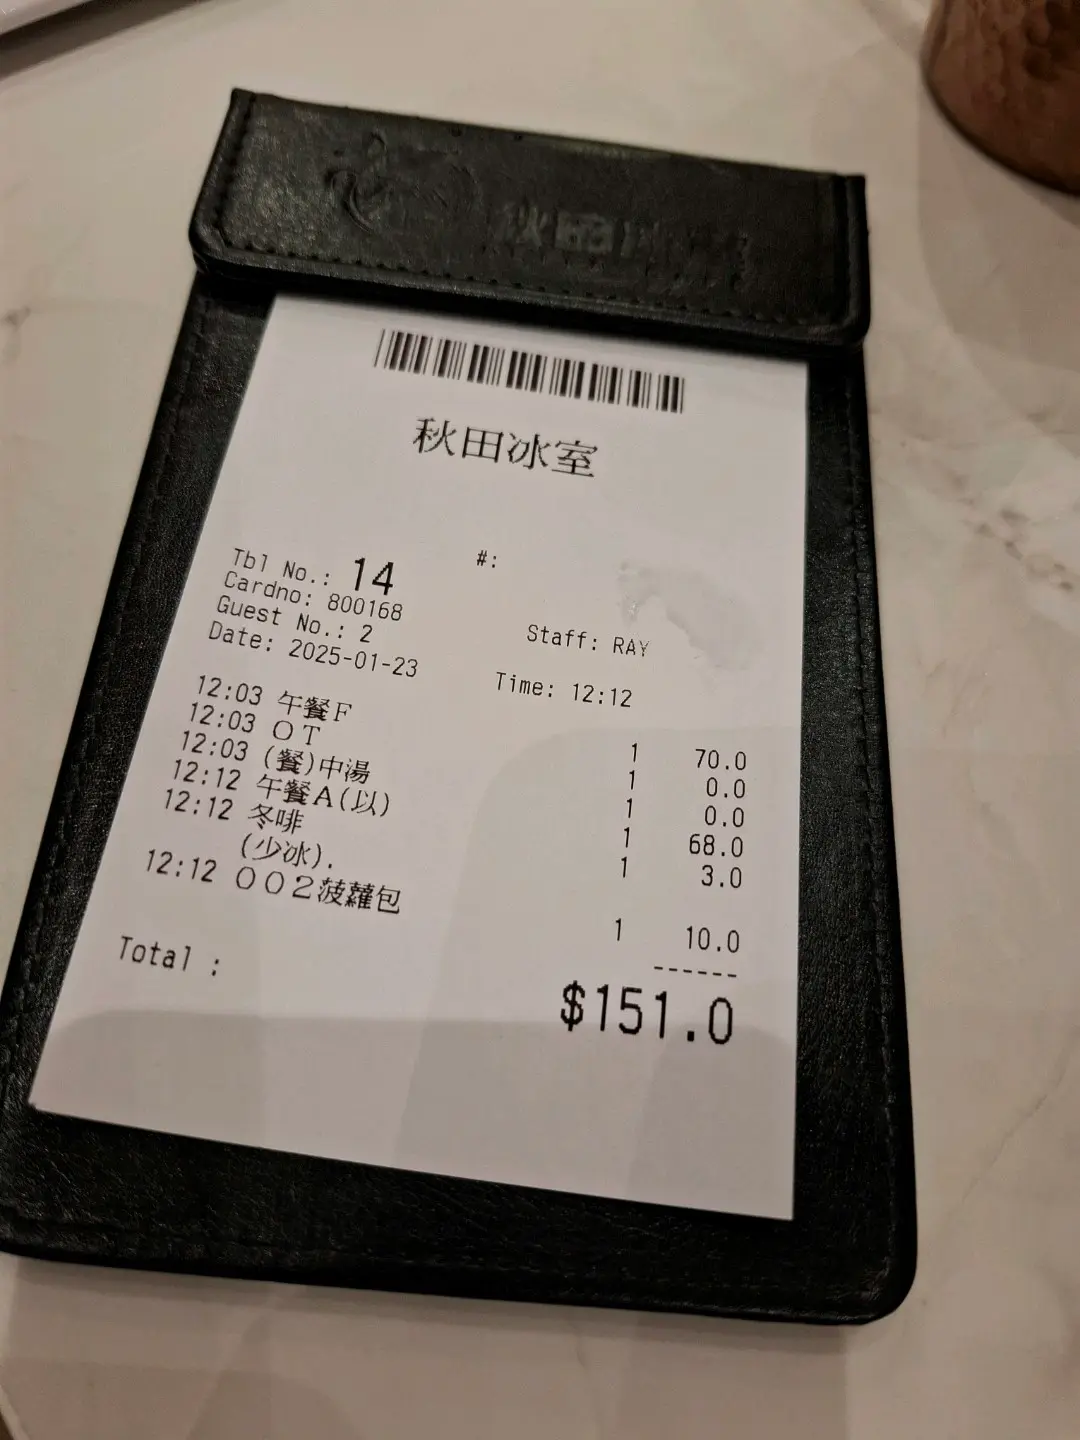 秋田
秋田冰室
#:
Tbl No.: 14
Cardno: 800168
Guest No.: 2 Staff: RAY
Date: 2025-01-23 Time: 12:12
12:03 午餐F 1 70.0
12:03 OT 1 0.0
12:03 (餐)中湯 1 0.0
12:12 午餐A(以) 1 68.0
12:12 冬啡 1 3.0
(少冰).
12:12 002菠蘿包 1 10.0
------
Total : $151.0